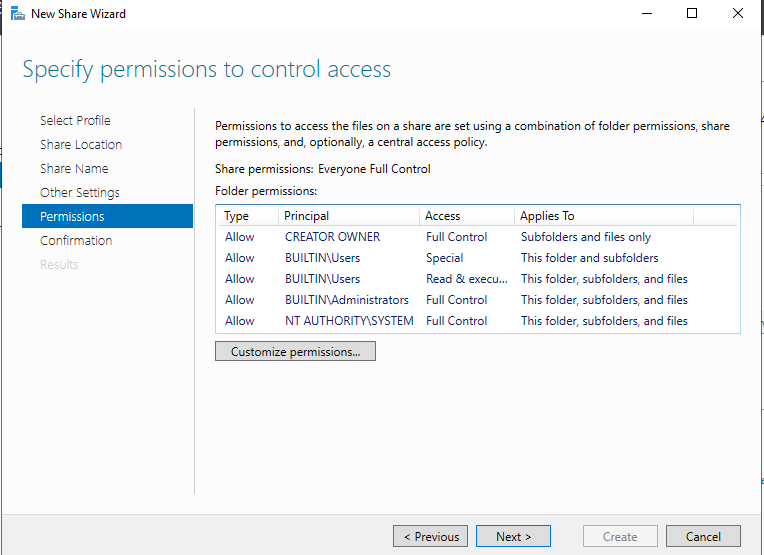 New Share Wizard
Specify permissions to control access
Select Profile
Share Location
Share Name
Other Settings
Permissions
Confirmation
Results
Permissions to access the files on a share are set using a combination of folder permissions, share
permissions, and, optionally, a central access policy.
Share permissions: Everyone Full Control
Folder permissions:
Type Principal Access Applies To
Allow CREATOR OWNER Full Control Subfolders and files only
Allow BUILTIN\Users Special This folder and subfolders
Allow BUILTIN\Users Read & execu... This folder, subfolders, and files
Allow BUILTIN\Administrators Full Control This folder, subfolders, and files
Allow NT AUTHORITY\SYSTEM Full Control This folder, subfolders, and files
Customize permissions...
< Previous Next > Create Cancel